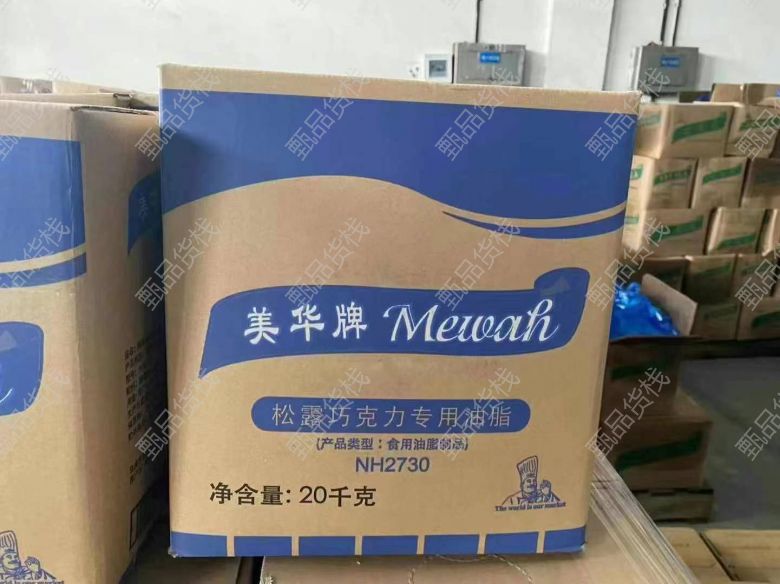 美华牌 Mewah
松露巧克力专用油脂
(产品类型：食用油脂制品)
NH2730
净含量: 20千克
The world is our market
甄品货栈